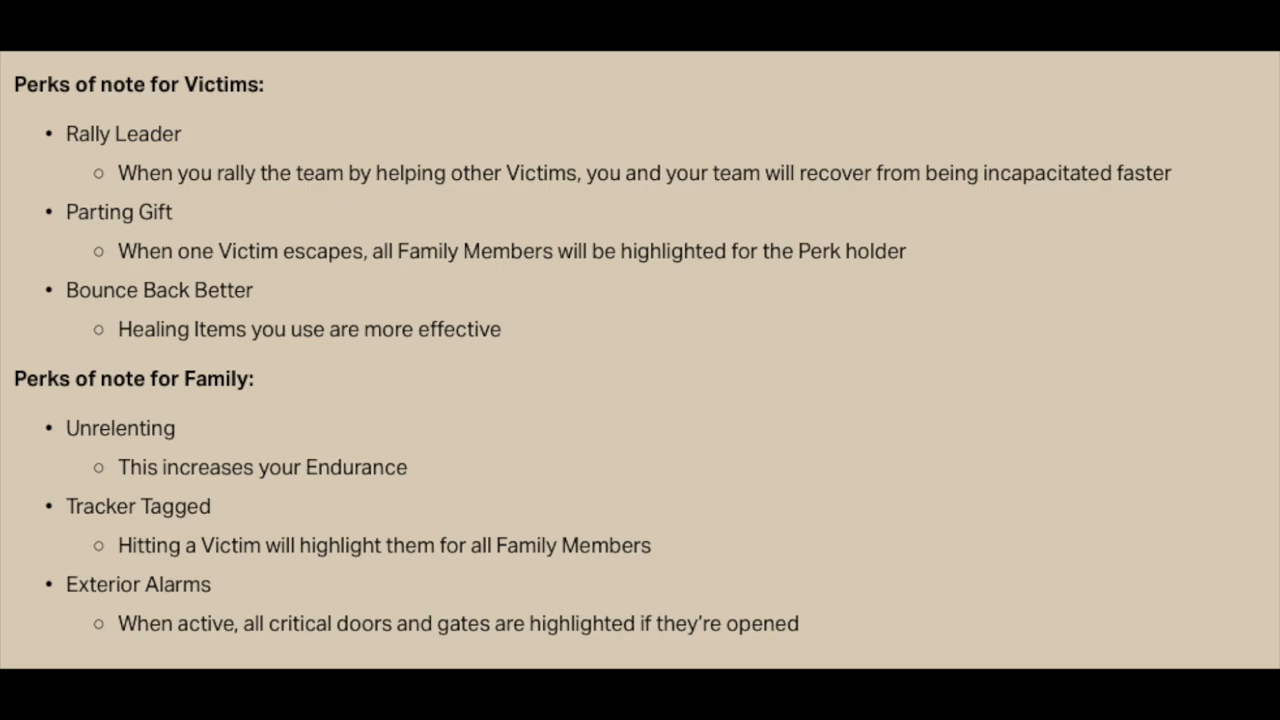 Perks of note for Victims:
• Rally Leader
○ When you rally the team by helping other Victims, you and your team will recover from being incapacitated faster
• Parting Gift
○ When one Victim escapes, all Family Members will be highlighted for the Perk holder
• Bounce Back Better
○ Healing Items you use are more effective
Perks of note for Family:
• Unrelenting
○ This increases your Endurance
• Tracker Tagged
○ Hitting a Victim will highlight them for all Family Members
• Exterior Alarms
○ When active, all critical doors and gates are highlighted if they’re opened